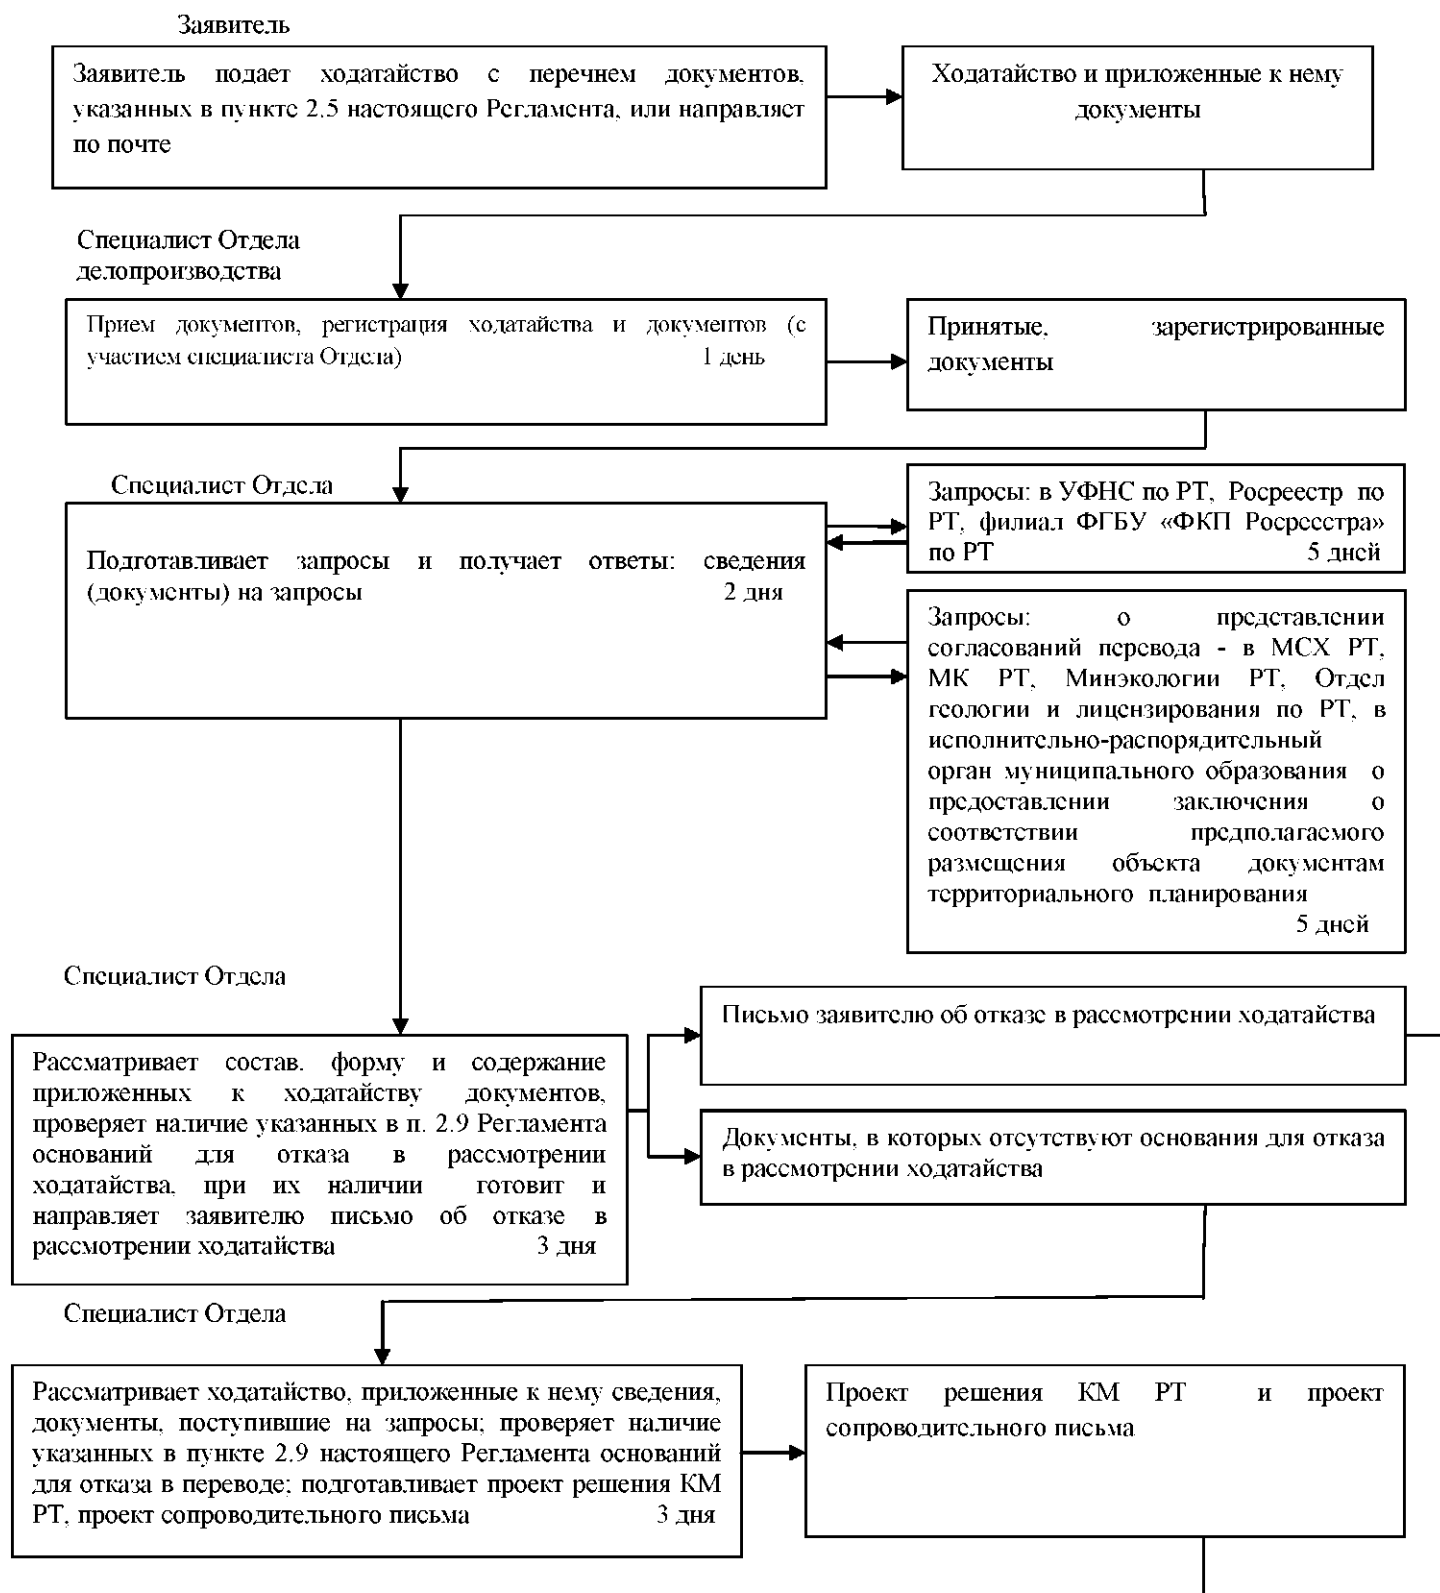 Заявитель
Заявитель подает ходатайство с перечнем документов,
указанных в пункте 2.5 настоящего Регламента, или направляет
по почте
Ходатайство и приложенные к нему
документы
Специалист Отдела
делопроизводства
Прием документов, регистрация ходатайства и документов (с
участием специалиста Отдела) 1 день
Принятые, зарегистрированные
документы
Специалист Отдела
Подготавливает запросы и получает ответы: сведения
(документы) на запросы 2 дня
Запросы: в УФНС по РТ, Росреестр по
РТ, филиал ФГБУ «ФКП Росреестра»
по РТ 5 дней
Запросы: о представлении
согласований перевода - в МСХ РТ,
МК РТ, Минэкологии РТ, Отдел
геологии и лицензирования по РТ, в
исполнительно-распорядительный
орган муниципального образования о
предоставлении заключения о
соответствии предполагаемого
размещения объекта документам
территориального планирования
5 дней
Специалист Отдела
Рассматривает состав, форму и содержание
приложенных к ходатайству документов,
проверяет наличие указанных в п. 2.9 Регламента
оснований для отказа в рассмотрении
ходатайства, при их наличии готовит и
направляет заявителю письмо об отказе в
рассмотрении ходатайства 3 дня
Письмо заявителю об отказе в рассмотрении ходатайства
Документы, в которых отсутствуют основания для отказа
в рассмотрении ходатайства
Специалист Отдела
Рассматривает ходатайство, приложенные к нему сведения,
документы, поступившие на запросы; проверяет наличие
указанных в пункте 2.9 настоящего Регламента оснований
для отказа в переводе; подготавливает проект решения КМ
РТ, проект сопроводительного письма 3 дня
Проект решения КМ РТ и проект
сопроводительного письма